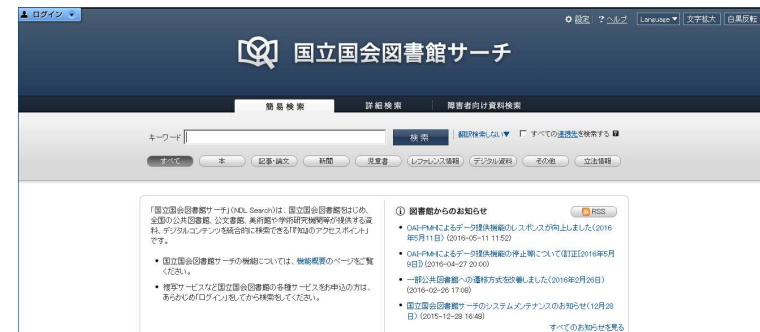 ログイン
設定 ? ヘルプ Language▼ 文字拡大 白黒反転
国立国会図書館サーチ
簡易検索 詳細検索 障害者向け資料検索
キーワード 検索 翻訳検索しない▼ すべての連携先を検索する
すべて 本 記事・論文 新聞 児童書 レファレンス情報 デジタル資料 その他 立法情報
「国立国会図書館サーチ」(NDL Search)は、国立国会図書館をはじめ、
全国の公共図書館、公文書館、美術館や学術研究機関等が提供する資
料、デジタルコンテンツを統合的に検索できる「知のアクセスポイント」
です。
• 国立国会図書館サーチの機能については、機能概要のページをご覧
ください。
• 複写サービスなど国立国会図書館の各種サービスをお申込の方は、
あらかじめ「ログイン」をしてから検索をしてください。
図書館からのお知らせ RSS
• OAI-PMHによるデータ提供機能のレスポンスが向上しました(2016
年5月11日) (2016-05-11 11:52)
• OAI-PMHによるデータ提供機能の停止等について(訂正[2016年5月
9日]) (2016-04-27 20:00)
• 一部公共図書館への遷移方式を改善しました(2016年2月26日)
(2016-02-26 17:08)
• 国立国会図書館サーチのシステムメンテナンスのお知らせ(12月28
日) (2015-12-28 16:48)
すべてのお知らせを見る